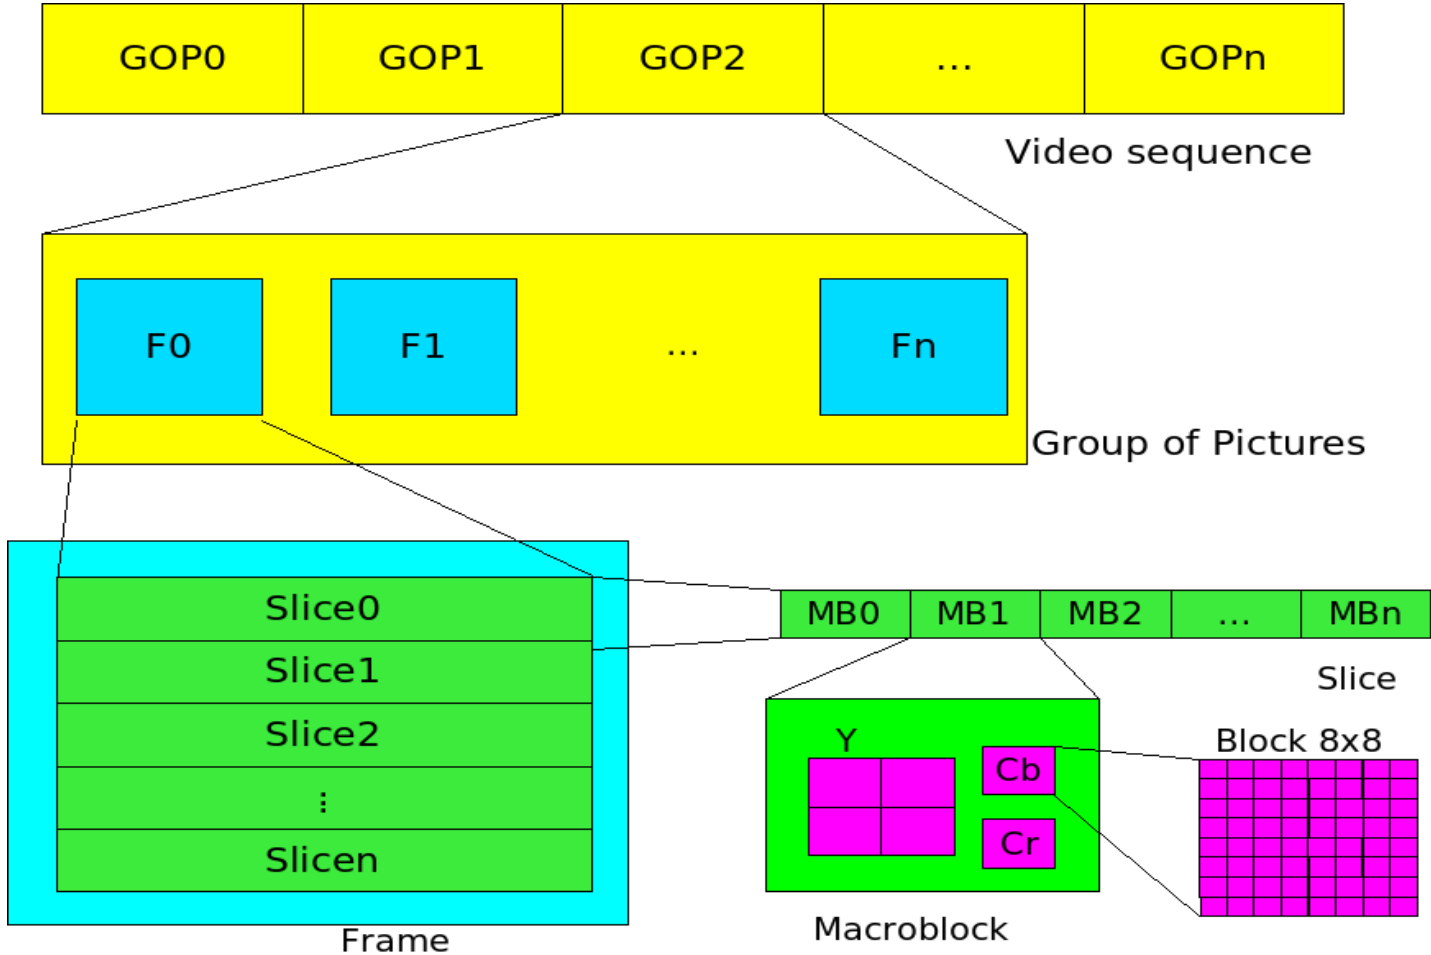 GOP0 GOP1 GOP2 ... GOPn
Video sequence
F0 F1 ... Fn
Group of Pictures
Slice0
Slice1
Slice2
...
Slicen
Frame
MB0 MB1 MB2 ... MBn
Slice
Y
Cb
Cr
Macroblock
Block 8x8